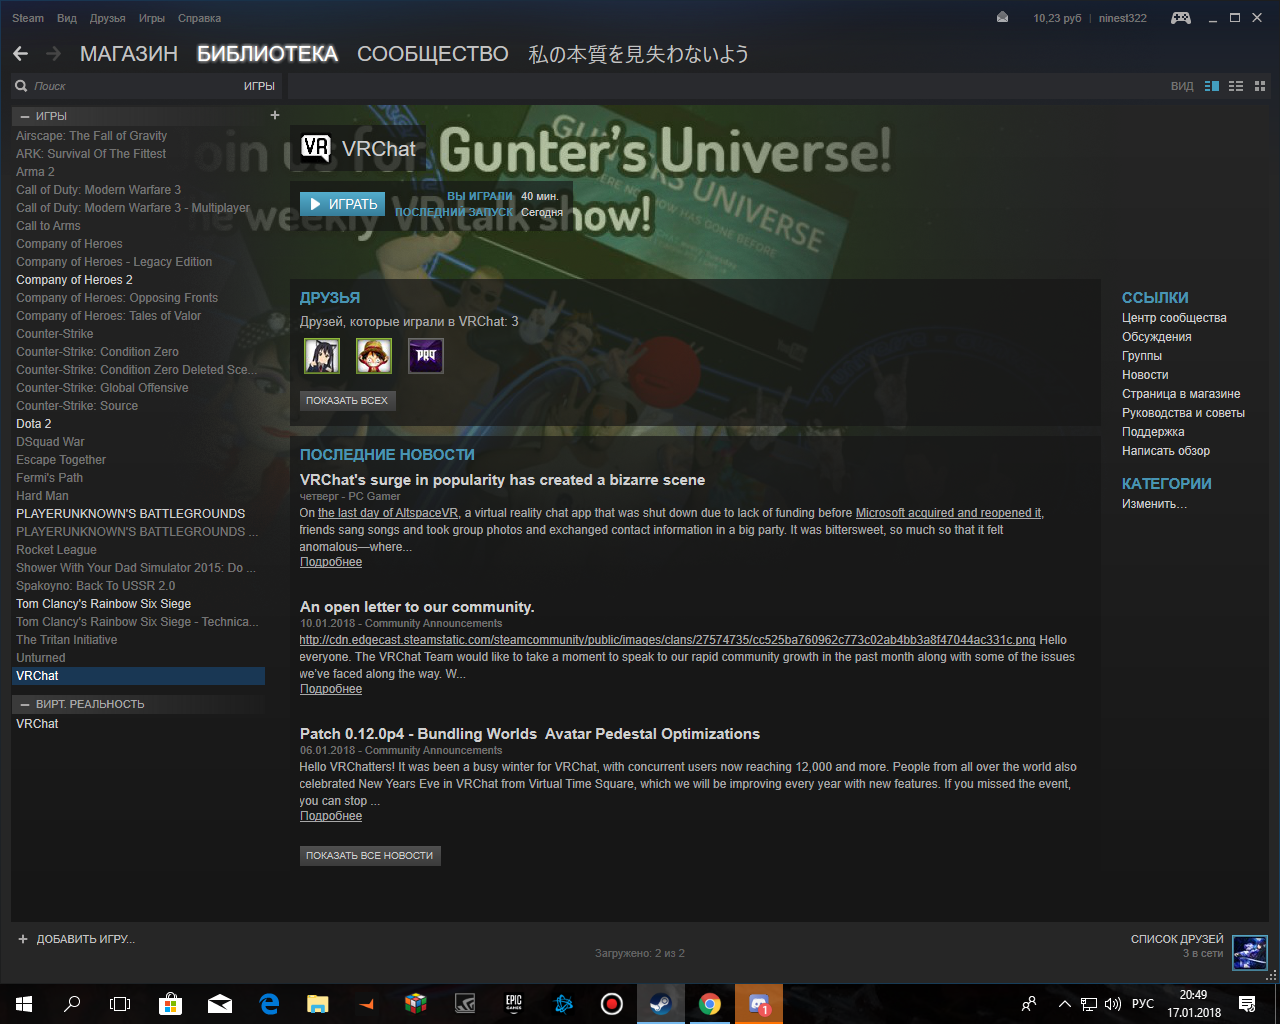 Steam Вид Друзья Игры Справка
10,23 руб | ninest322
МАГАЗИН БИБЛИОТЕКА СООБЩЕСТВО 私の本質を見失わないよう
Поиск ИГРЫ
ВИД
— ИГРЫ +
Airscape: The Fall of Gravity
ARK: Survival Of The Fittest
Arma 2
Call of Duty: Modern Warfare 3
Call of Duty: Modern Warfare 3 - Multiplayer
Call to Arms
Company of Heroes
Company of Heroes - Legacy Edition
Company of Heroes 2
Company of Heroes: Opposing Fronts
Company of Heroes: Tales of Valor
Counter-Strike
Counter-Strike: Condition Zero
Counter-Strike: Condition Zero Deleted Sce...
Counter-Strike: Global Offensive
Counter-Strike: Source
Dota 2
DSquad War
Escape Together
Fermi's Path
Hard Man
PLAYERUNKNOWN'S BATTLEGROUNDS
PLAYERUNKNOWN'S BATTLEGROUNDS ...
Rocket League
Shower With Your Dad Simulator 2015: Do ...
Spakoyno: Back To USSR 2.0
Tom Clancy's Rainbow Six Siege
Tom Clancy's Rainbow Six Siege - Technica...
The Tritan Initiative
Unturned
VRChat
— ВИРТ. РЕАЛЬНОСТЬ
VRChat
Join us for Gunter's Universe!
the weekly VR talk show!
GUNTER'S UNIVERSE
VR VRChat
ИГРАТЬ
ВЫ ИГРАЛИ 40 мин.
ПОСЛЕДНИЙ ЗАПУСК Сегодня
ДРУЗЬЯ
Друзей, которые играли в VRChat: 3
ПОКАЗАТЬ ВСЕХ
ПОСЛЕДНИЕ НОВОСТИ
VRChat's surge in popularity has created a bizarre scene
четверг - PC Gamer
On the last day of AltspaceVR, a virtual reality chat app that was shut down due to lack of funding before Microsoft acquired and reopened it,
friends sang songs and took group photos and exchanged contact information in a big party. It was bittersweet, so much so that it felt
anomalous—where...
Подробнее
An open letter to our community.
10.01.2018 - Community Announcements
http://cdn.edgecast.steamstatic.com/steamcommunity/public/images/clans/27574735/cc525ba760962c773c02ab4bb3a8f47044ac331c.png Hello
everyone. The VRChat Team would like to take a moment to speak to our rapid community growth in the past month along with some of the issues
we've faced along the way. W...
Подробнее
Patch 0.12.0p4 - Bundling Worlds  Avatar Pedestal Optimizations
06.01.2018 - Community Announcements
Hello VRChatters! It was been a busy winter for VRChat, with concurrent users now reaching 12,000 and more. People from all over the world also
celebrated New Years Eve in VRChat from Virtual Time Square, which we will be improving every year with new features. If you missed the event,
you can stop ...
Подробнее
ПОКАЗАТЬ ВСЕ НОВОСТИ
ССЫЛКИ
Центр сообщества
Обсуждения
Группы
Новости
Страница в магазине
Руководства и советы
Поддержка
Написать обзор
КАТЕГОРИИ
Изменить...
+ ДОБАВИТЬ ИГРУ...
Загружено: 2 из 2
СПИСОК ДРУЗЕЙ
3 в сети
EPIC GAMES
1
РУС
20:49
17.01.2018